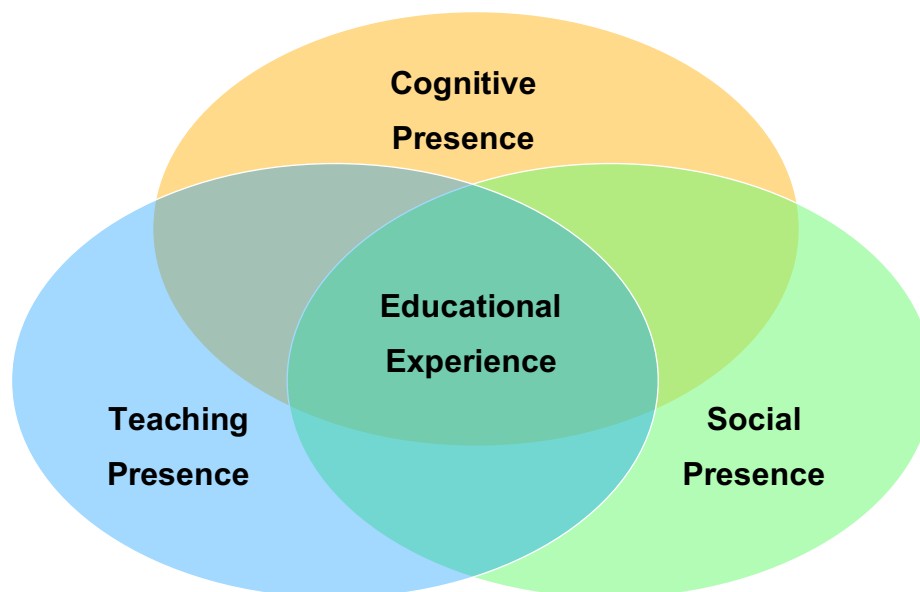 Cognitive
Presence
Educational
Experience
Teaching
Presence
Social
Presence